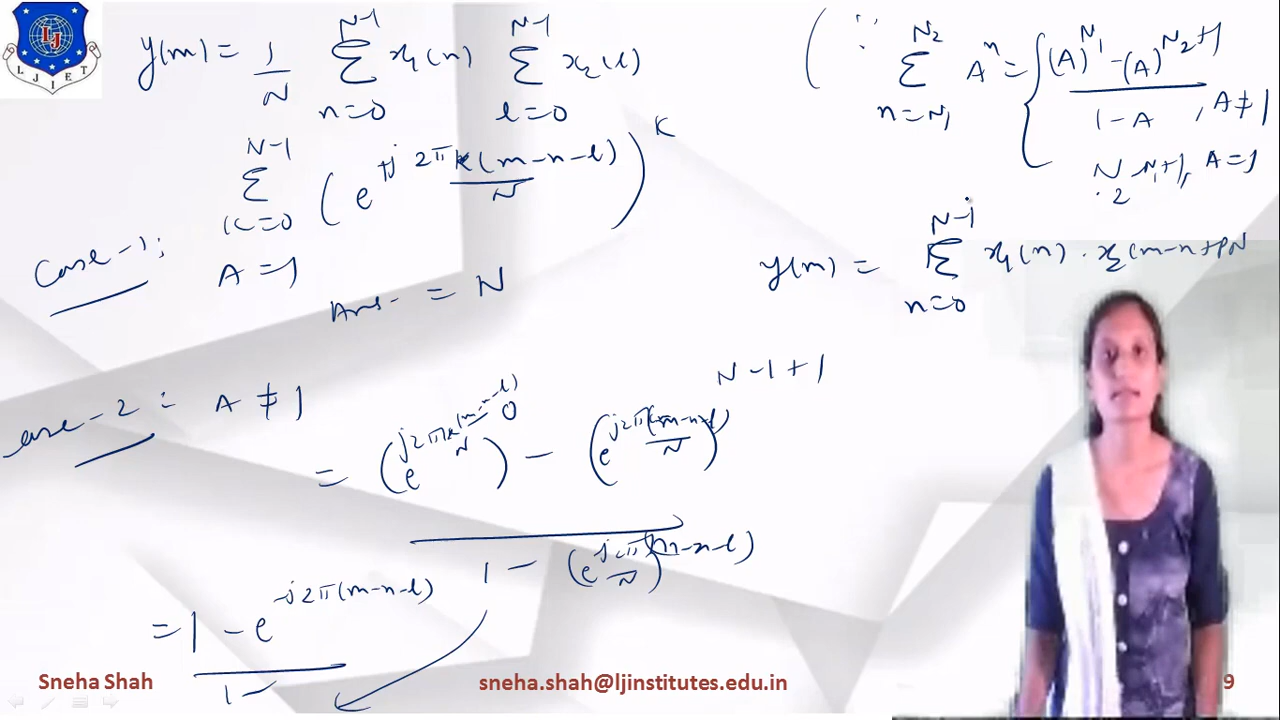 LJIET
y(m) = 1/N Σ_{n=0}^{N-1} x₁(n) Σ_{l=0}^{N-1} x₂(l)
Σ_{k=0}^{N-1} (e^{+j 2πk(m-n-l)/N})^k
Case-1:
A = 1
Ans. = N
(∵ Σ_{n=N₁}^{N₂} Aⁿ = { (A)^{N₁} - (A)^{N₂+1} / 1-A , A≠1
N₂-N₁+1, A=1
y(m) = Σ_{n=0}^{N-1} x₁(n) . x₂(m-n+pN
ase-2: A ≠ 1
= (e^{j2πk(m-n-l)/N})^0 - (e^{j2π(m-n-l)/N})^{N-1+1}
1 - (e^{j2π(m-n-l)/N})
= 1 - e^{-j2π(m-n-l)}
1 -
Sneha Shah
sneha.shah@ljinstitutes.edu.in
9